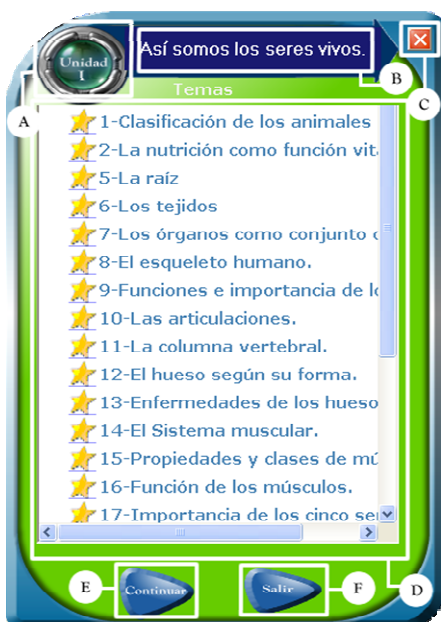 Unidad
I
Así somos los seres vivos.
B
C
A
Temas
1-Clasificación de los animales
2-La nutrición como función vit
5-La raíz
6-Los tejidos
7-Los órganos como conjunto
8-El esqueleto humano.
9-Funciones e importancia de lo
10-Las articulaciones.
11-La columna vertebral.
12-El hueso según su forma.
13-Enfermedades de los hueso
14-El Sistema muscular.
15-Propiedades y clases de mú
16-Función de los músculos.
17-Importancia de los cinco se
E
Continuar
Salir
F
D